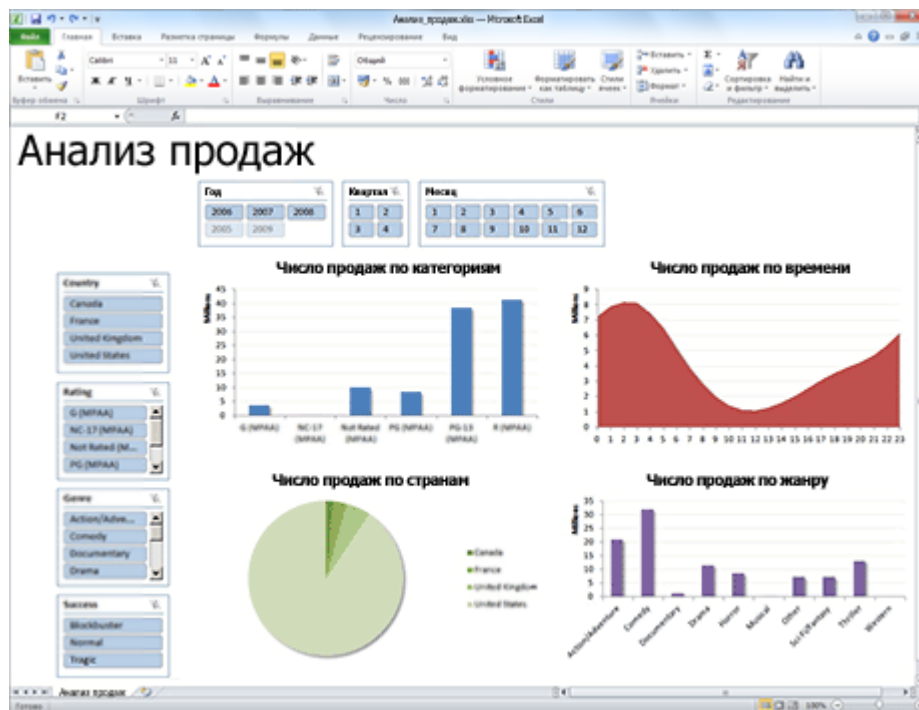 Анализ_продаж.xlsx — Microsoft Excel
Файл Главная Вставка Разметка страницы Формулы Данные Рецензирование Вид
Calibri 11 Общий
Ж К Ч
Вставить Условное форматирование Форматировать как таблицу Стили ячеек Вставить Удалить Формат Сортировка и фильтр Найти и выделить
Буфер обмена Шрифт Выравнивание Число Стили Ячейки Редактирование
F2 fx
Анализ продаж
Год
2006 2007 2008
2005 2009
Квартал
1 2
3 4
Месяц
1 2 3 4 5 6
7 8 9 10 11 12
Country
Canada
France
United Kingdom
United States
Rating
G (MPAA)
NC-17 (MPAA)
Not Rated (M...
PG (MPAA)
Genre
Action/Adve...
Comedy
Documentary
Drama
Success
Blockbuster
Normal
Tragic
Число продаж по категориям
Millions
45
40
35
30
25
20
15
10
5
0
G (MPAA) NC-17 (MPAA) Not Rated (MPAA) PG (MPAA) PG-13 (MPAA) R (MPAA)
Число продаж по времени
Millions
9
8
7
6
5
4
3
2
1
0 1 2 3 4 5 6 7 8 9 10 11 12 13 14 15 16 17 18 19 20 21 22 23
Число продаж по странам
Canada
France
United Kingdom
United States
Число продаж по жанру
Millions
35
30
25
20
15
10
5
0
Action/Adventure Comedy Documentary Drama Horror Musical Other Sci Fi/Fantasy Thriller Western
Анализ продаж
Готово 100%